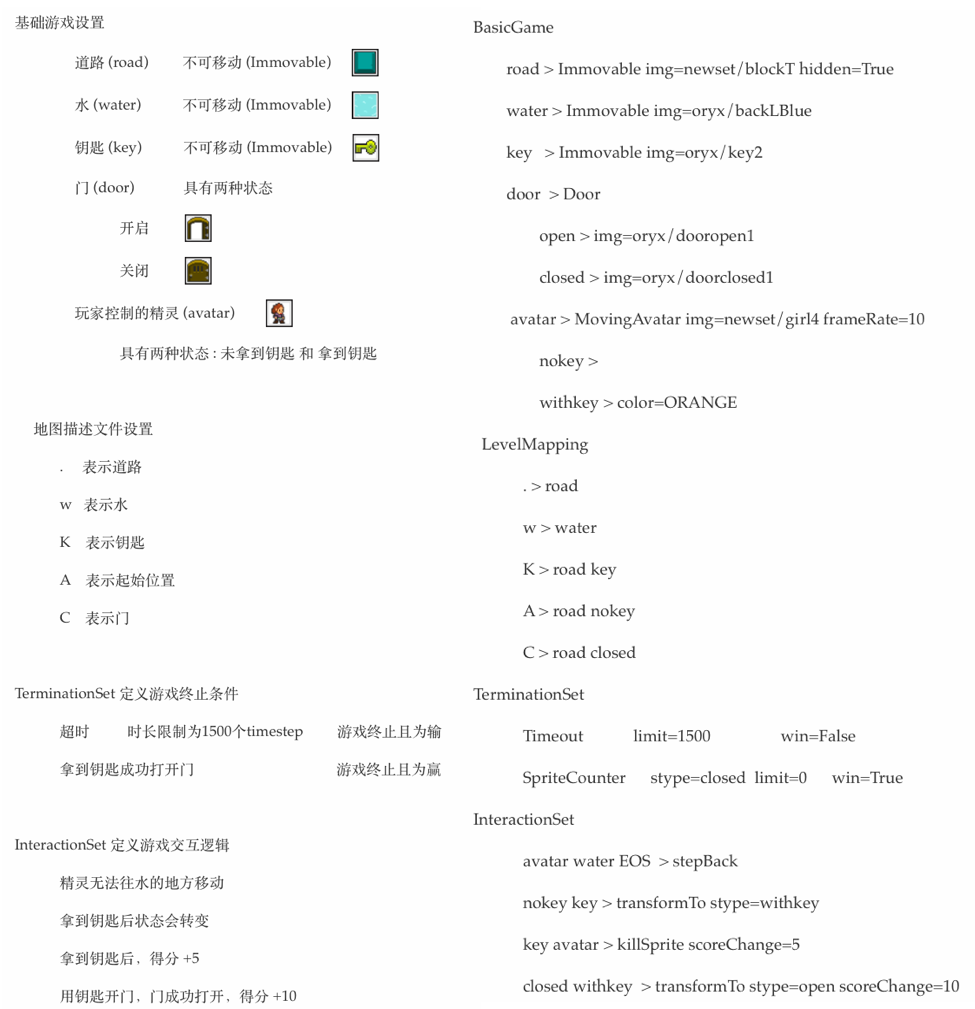 基础游戏设置
道路 (road) 不可移动 (Immovable)
水 (water) 不可移动 (Immovable)
钥匙 (key) 不可移动 (Immovable)
门 (door) 具有两种状态
开启
关闭
玩家控制的精灵 (avatar)
具有两种状态 : 未拿到钥匙 和 拿到钥匙
地图描述文件设置
. 表示道路
w 表示水
K 表示钥匙
A 表示起始位置
C 表示门
TerminationSet 定义游戏终止条件
超时 时长限制为1500个timestep 游戏终止且为输
拿到钥匙成功打开门 游戏终止且为赢
InteractionSet 定义游戏交互逻辑
精灵无法往水的地方移动
拿到钥匙后状态会转变
拿到钥匙后，得分 +5
用钥匙开门，门成功打开，得分 +10
BasicGame
road > Immovable img=newset/blockT hidden=True
water > Immovable img=oryx/backLBlue
key > Immovable img=oryx/key2
door > Door
open > img=oryx/dooropen1
closed > img=oryx/doorclosed1
avatar > MovingAvatar img=newset/girl4 frameRate=10
nokey >
withkey > color=ORANGE
LevelMapping
. > road
w > water
K > road key
A > road nokey
C > road closed
TerminationSet
Timeout limit=1500 win=False
SpriteCounter stype=closed limit=0 win=True
InteractionSet
avatar water EOS > stepBack
nokey key > transformTo stype=withkey
key avatar > killSprite scoreChange=5
closed withkey > transformTo stype=open scoreChange=10